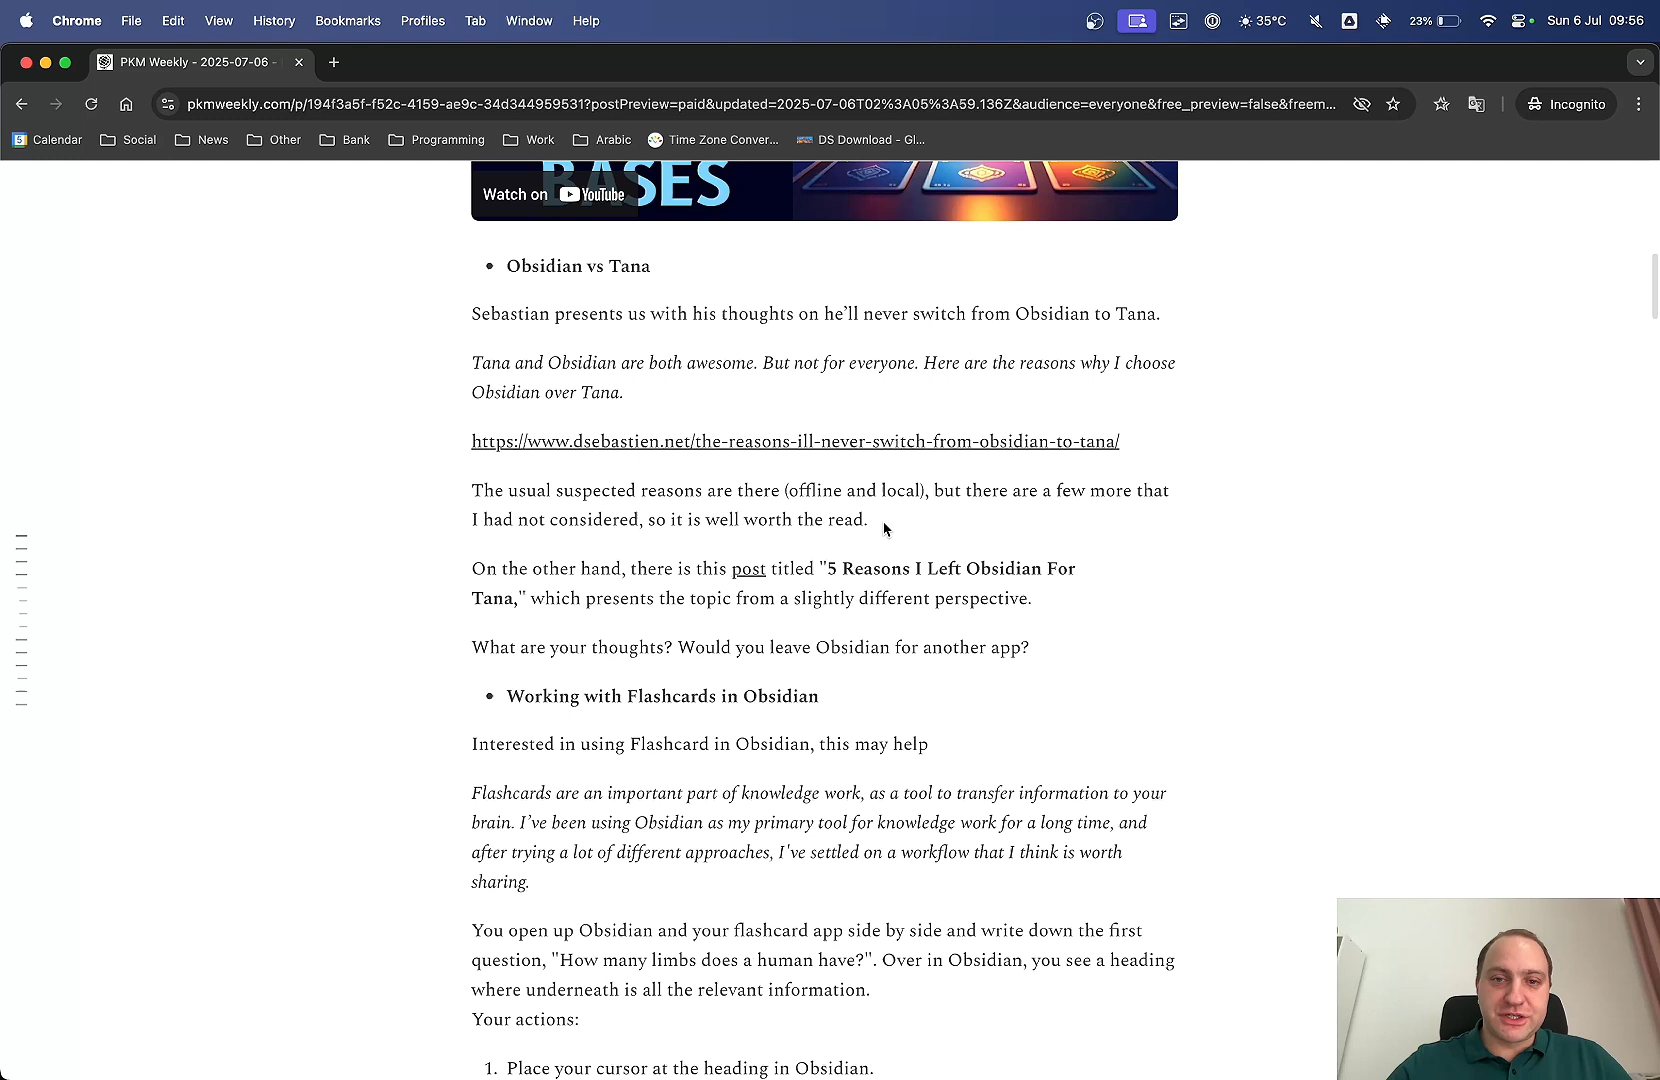 Chrome File Edit View History Bookmarks Profiles Tab Window Help 35°C 23% Sun 6 Jul 09:56
PKM Weekly - 2025-07-06 -
pkmweekly.com/p/194f3a5f-f52c-4159-ae9c-34d344959531?postPreview=paid&updated=2025-07-06T02%3A05%3A59.136Z&audience=everyone&free_preview=false&freem... Incognito
5 Calendar Social News Other Bank Programming Work Arabic Time Zone Conver... DS Download - Gl...
BASES
Watch on YouTube
• Obsidian vs Tana
Sebastian presents us with his thoughts on he’ll never switch from Obsidian to Tana.
Tana and Obsidian are both awesome. But not for everyone. Here are the reasons why I choose
Obsidian over Tana.
https://www.dsebastien.net/the-reasons-ill-never-switch-from-obsidian-to-tana/
The usual suspected reasons are there (offline and local), but there are a few more that
I had not considered, so it is well worth the read.
On the other hand, there is this post titled "5 Reasons I Left Obsidian For
Tana," which presents the topic from a slightly different perspective.
What are your thoughts? Would you leave Obsidian for another app?
• Working with Flashcards in Obsidian
Interested in using Flashcard in Obsidian, this may help
Flashcards are an important part of knowledge work, as a tool to transfer information to your
brain. I’ve been using Obsidian as my primary tool for knowledge work for a long time, and
after trying a lot of different approaches, I've settled on a workflow that I think is worth
sharing.
You open up Obsidian and your flashcard app side by side and write down the first
question, "How many limbs does a human have?". Over in Obsidian, you see a heading
where underneath is all the relevant information.
Your actions:
1. Place your cursor at the heading in Obsidian.